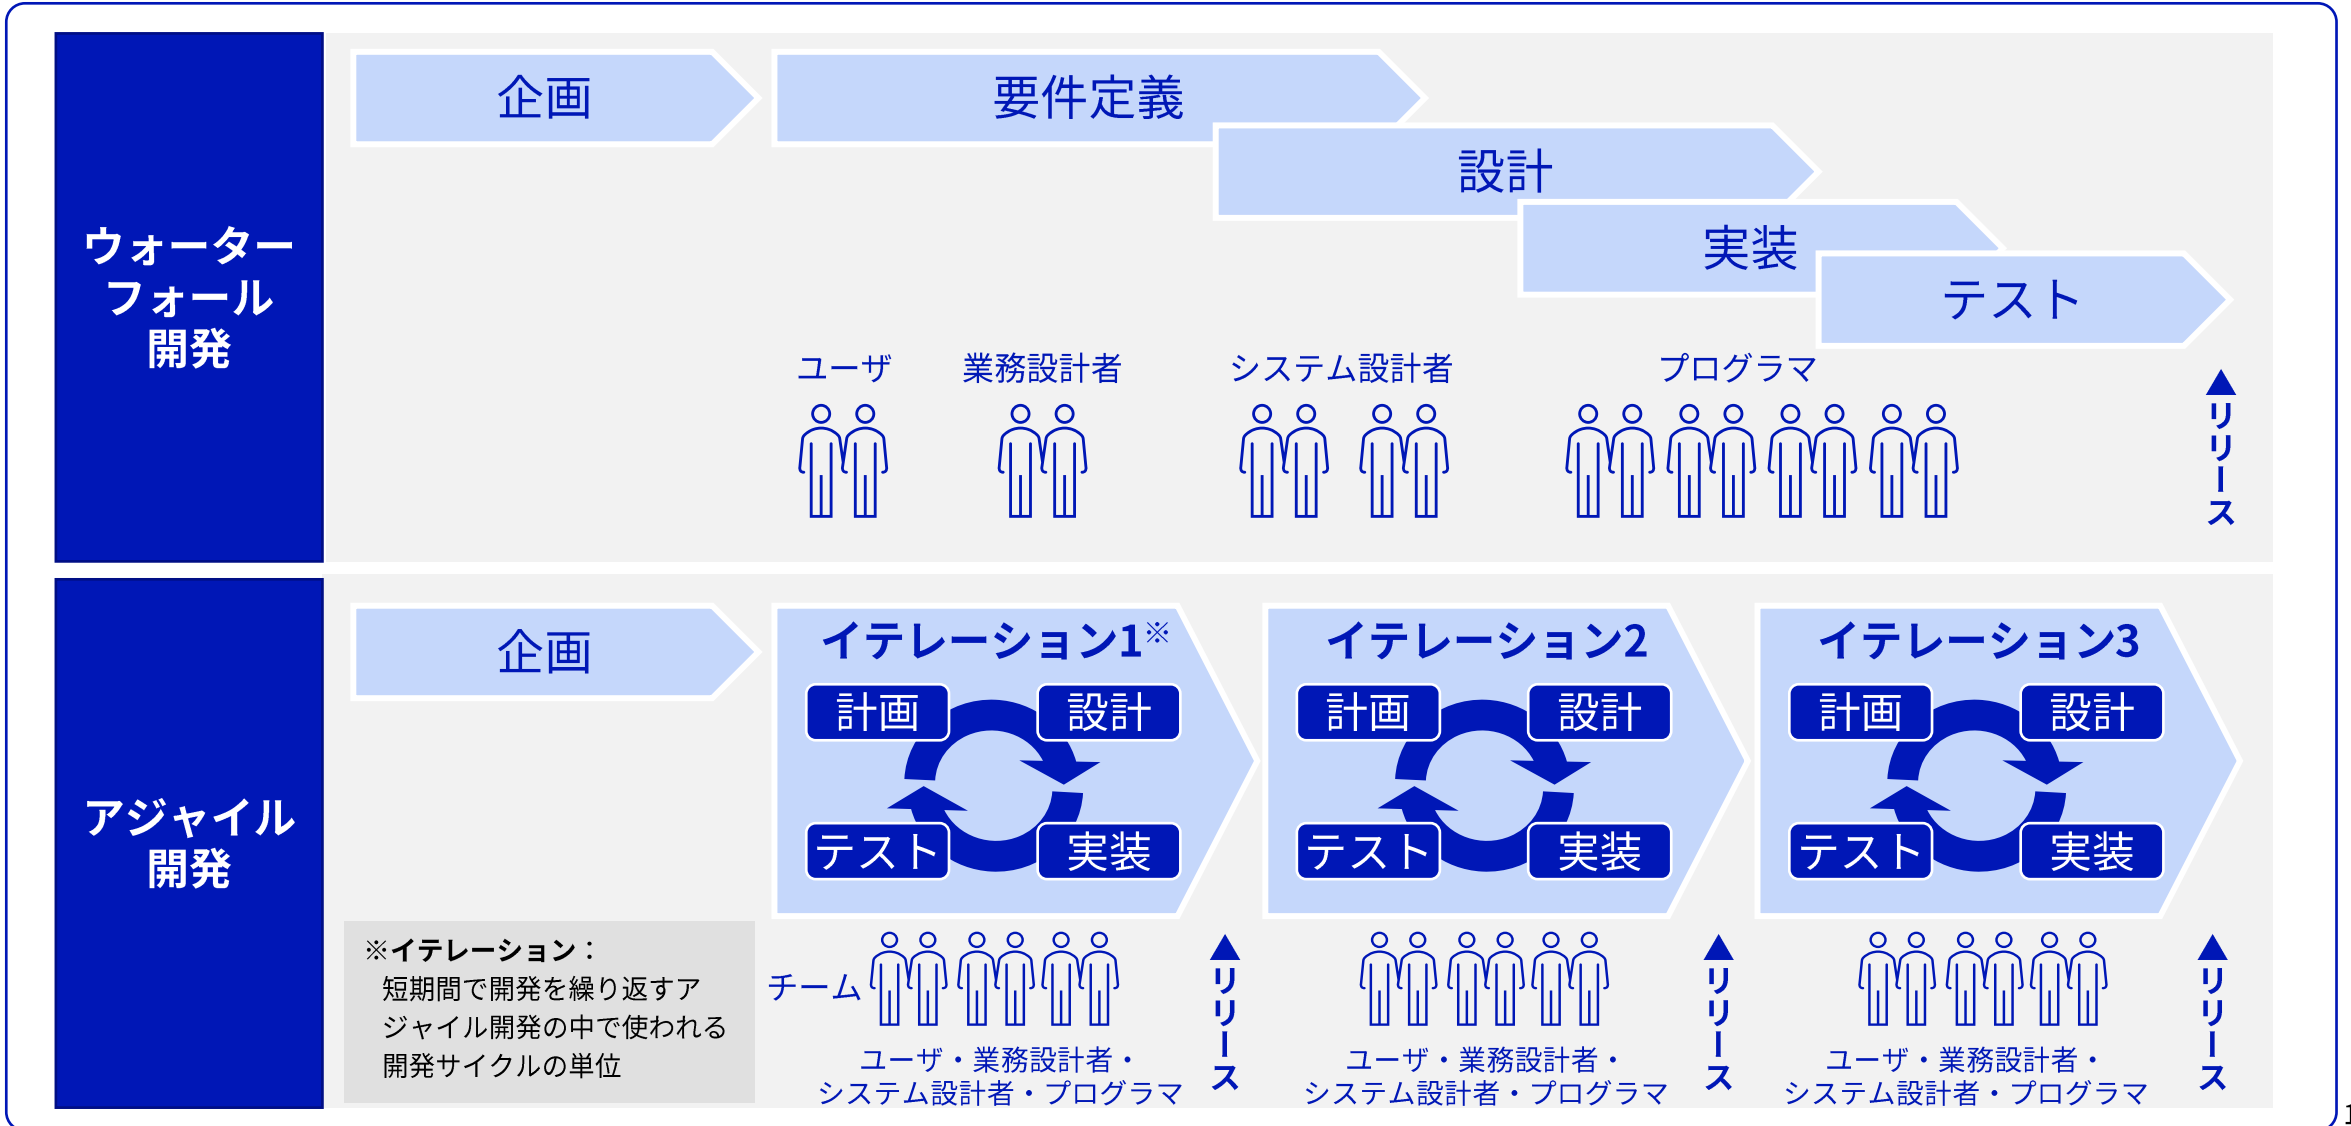 ウォーター
フォール
開発
企画
要件定義
設計
実装
テスト
ユーザ
業務設計者
システム設計者
プログラマ
▲リリース
アジャイル
開発
企画
イテレーション1※
計画
設計
テスト
実装
イテレーション2
計画
設計
テスト
実装
イテレーション3
計画
設計
テスト
実装
※イテレーション：
短期間で開発を繰り返すア
ジャイル開発の中で使われる
開発サイクルの単位
チーム
ユーザ・業務設計者・
システム設計者・プログラマ
▲リリース
ユーザ・業務設計者・
システム設計者・プログラマ
▲リリース
ユーザ・業務設計者・
システム設計者・プログラマ
▲リリース